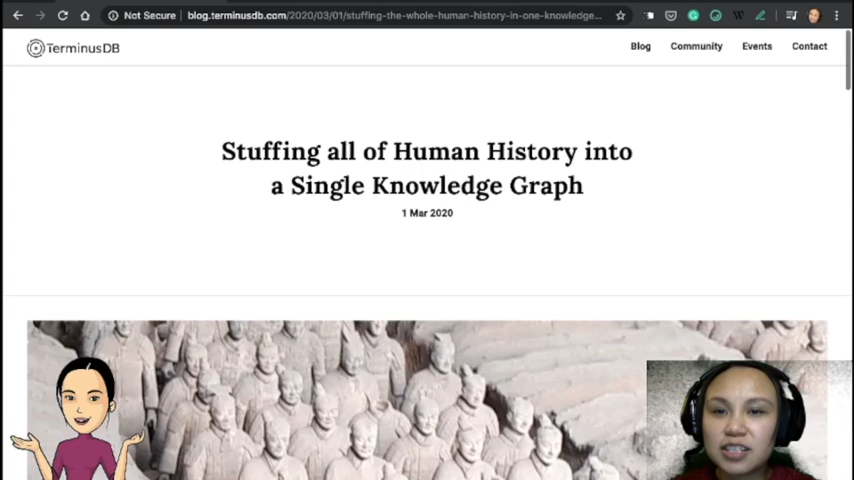 Not Secure | blog.terminusdb.com/2020/03/01/stuffing-the-whole-human-history-in-one-knowledge...
TerminusDB
Blog Community Events Contact
Stuffing all of Human History into
a Single Knowledge Graph
1 Mar 2020